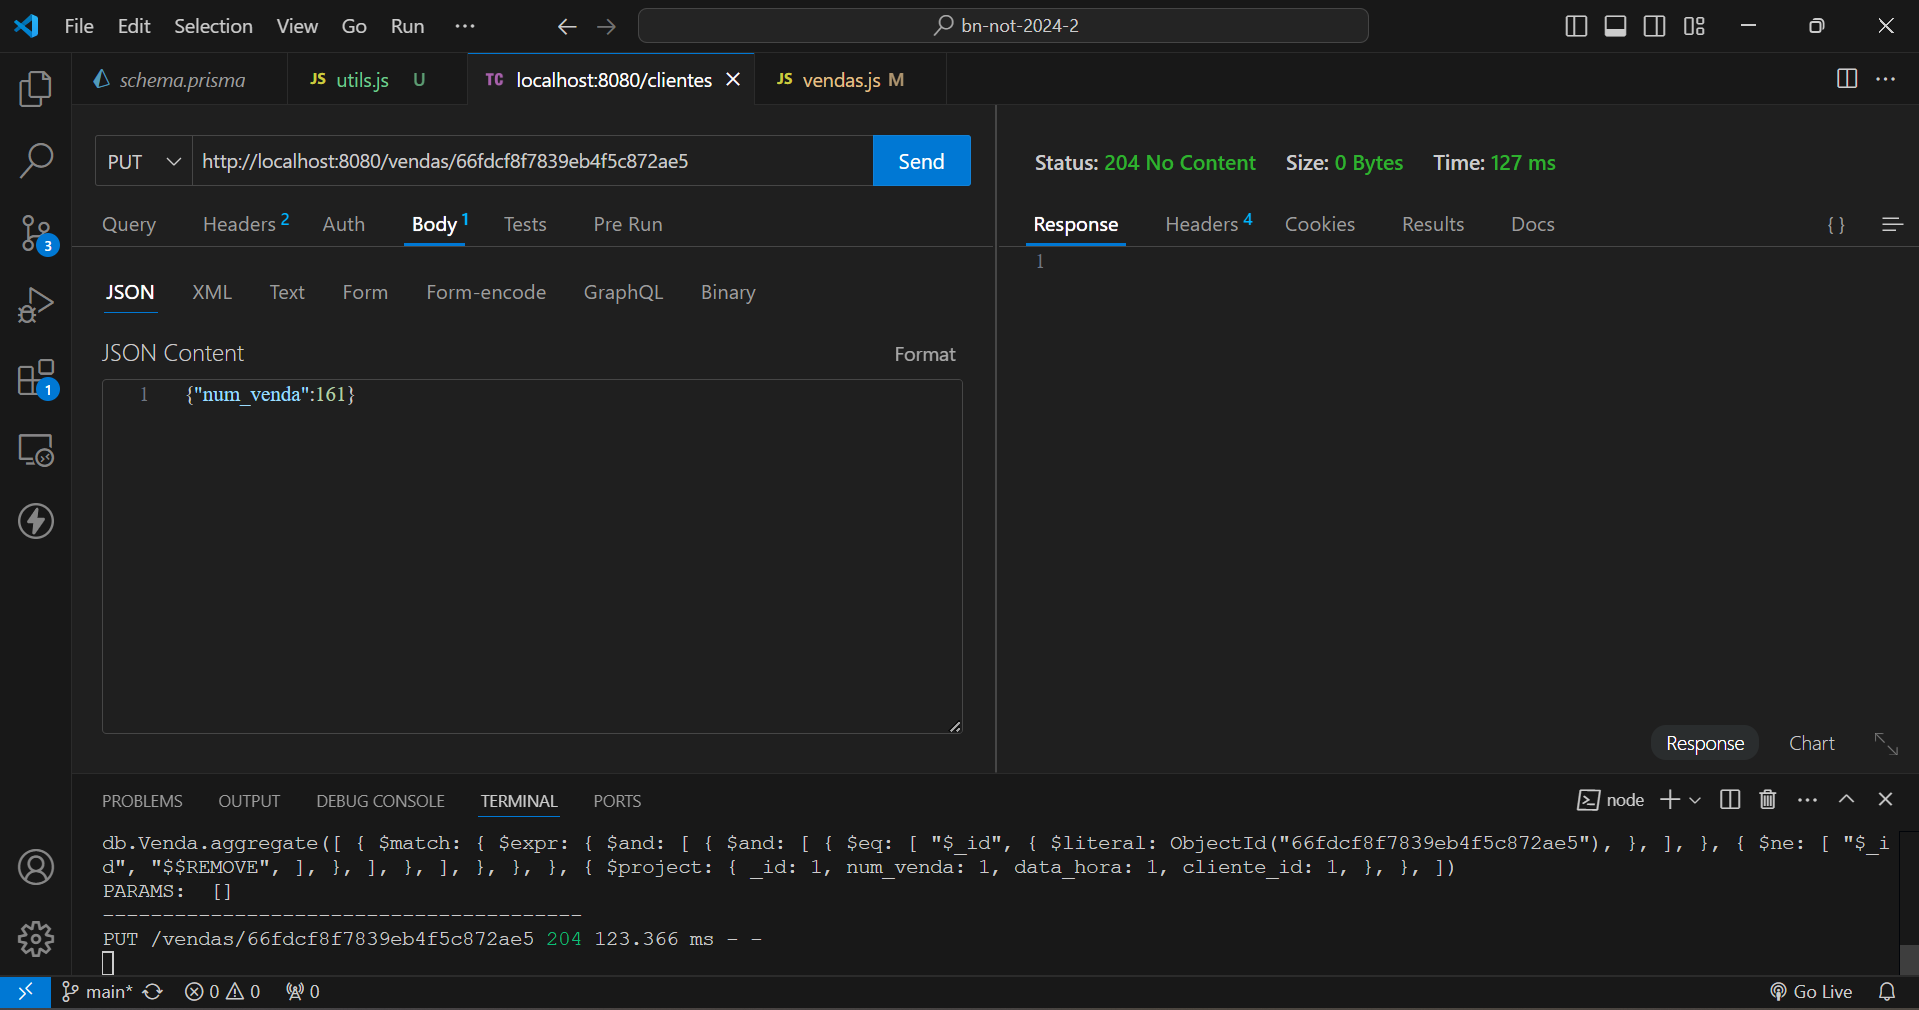 File Edit Selection View Go Run ··· bn-not-2024-2
schema.prisma JS utils.js U TC localhost:8080/clientes JS vendas.js M
PUT http://localhost:8080/vendas/66fdcf8f7839eb4f5c872ae5 Send
Status: 204 No Content Size: 0 Bytes Time: 127 ms
Query Headers 2 Auth Body 1 Tests Pre Run
Response Headers 4 Cookies Results Docs { }
3
1
JSON XML Text Form Form-encode GraphQL Binary
JSON Content Format
1 {"num_venda":161}
1
Response Chart
PROBLEMS OUTPUT DEBUG CONSOLE TERMINAL PORTS node
db.Venda.aggregate([ { $match: { $expr: { $and: [ { $and: [ { $eq: [ "$_id", { $literal: ObjectId("66fdcf8f7839eb4f5c872ae5"), }, ], }, { $ne: [ "$_i
d", "$$REMOVE", ], }, ], }, ], }, }, }, { $project: { _id: 1, num_venda: 1, data_hora: 1, cliente_id: 1, }, }, ])
PARAMS: []
----------------------------------------
PUT /vendas/66fdcf8f7839eb4f5c872ae5 204 123.366 ms - -
main* 0 0 0 Go Live